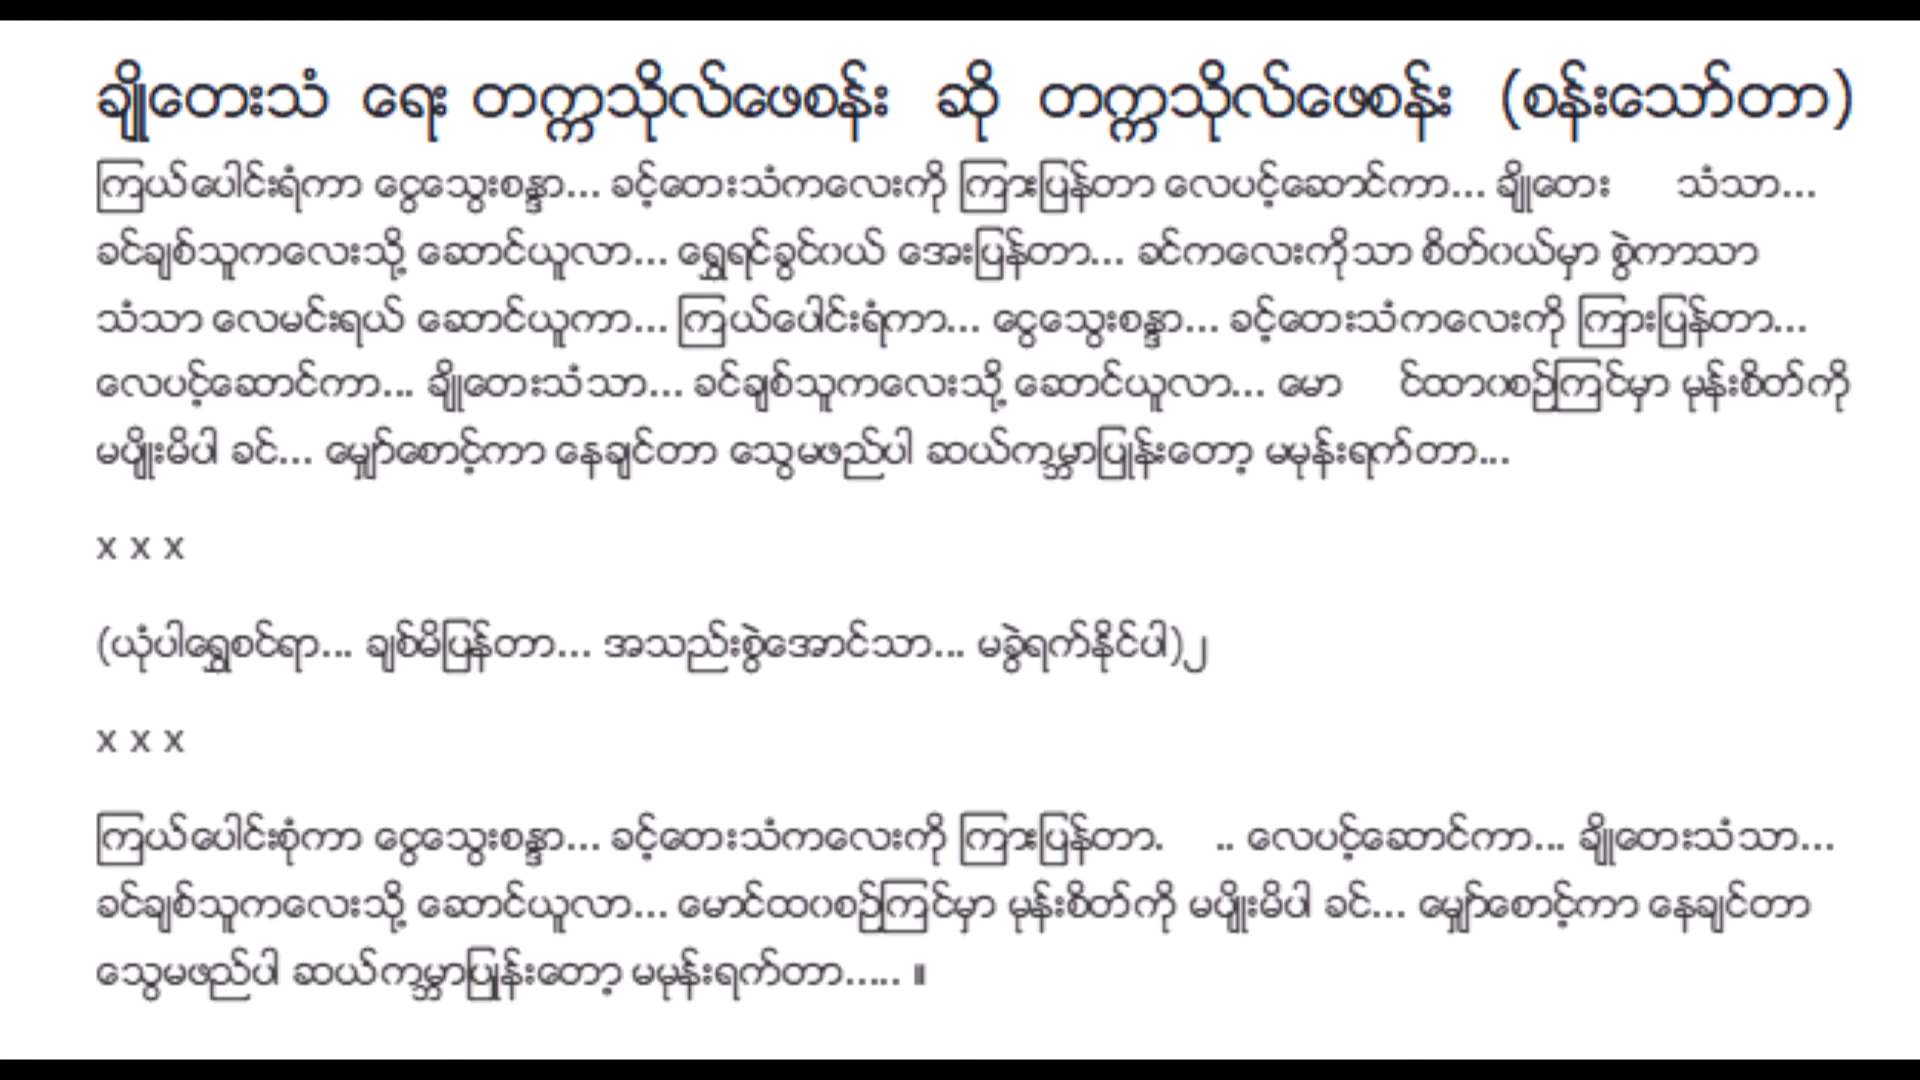 ချိုတေးသံ ရေး တက္ကသိုလ်ဖေစန်း ဆို တက္ကသိုလ်ဖေစန်း (စန်းသော်တာ)
ကြယ်ပေါင်းရံကာ ငွေသွေးစန္ဒာ... ခင့်တေးသံကလေးကို ကြားပြန်တာ လေပင့်ဆောင်ကာ... ချိုတေး သံသာ...
ခင်ချစ်သူကလေးသို့ ဆောင်ယူလာ... ရွှေရင်ခွင်ဝယ် အေးပြန်တာ... ခင်ကလေးကိုသာ စိတ်ဝယ်မှာ စွဲကာသာ
သံသာ လေမင်းရယ် ဆောင်ယူကာ... ကြယ်ပေါင်းရံကာ... ငွေသွေးစန္ဒာ... ခင့်တေးသံကလေးကို ကြားပြန်တာ...
လေပင့်ဆောင်ကာ... ချိုတေးသံသာ... ခင်ချစ်သူကလေးသို့ ဆောင်ယူလာ... မော င်ထာဝစဉ်ကြင်မှာ မုန်းစိတ်ကို
မပျိုးမိပါ ခင်... မျှော်စောင့်ကာ နေချင်တာ သွေမဖည်ပါ ဆယ်ကမ္ဘာပြုန်းတော့ မမုန်းရက်တာ...
x x x
(ယုံပါရွှေစင်ရာ... ချစ်မိပြန်တာ... အသည်းစွဲအောင်သာ... မခွဲရက်နိုင်ပါ)၂
x x x
ကြယ်ပေါင်းစုံကာ ငွေသွေးစန္ဒာ... ခင့်တေးသံကလေးကို ကြားပြန်တာ. .. လေပင့်ဆောင်ကာ... ချိုတေးသံသာ...
ခင်ချစ်သူကလေးသို့ ဆောင်ယူလာ... မောင်ထဝစဉ်ကြင်မှာ မုန်းစိတ်ကို မပျိုးမိပါ ခင်... မျှော်စောင့်ကာ နေချင်တာ
သွေမဖည်ပါ ဆယ်ကမ္ဘာပြုန်းတော့ မမုန်းရက်တာ..... ။